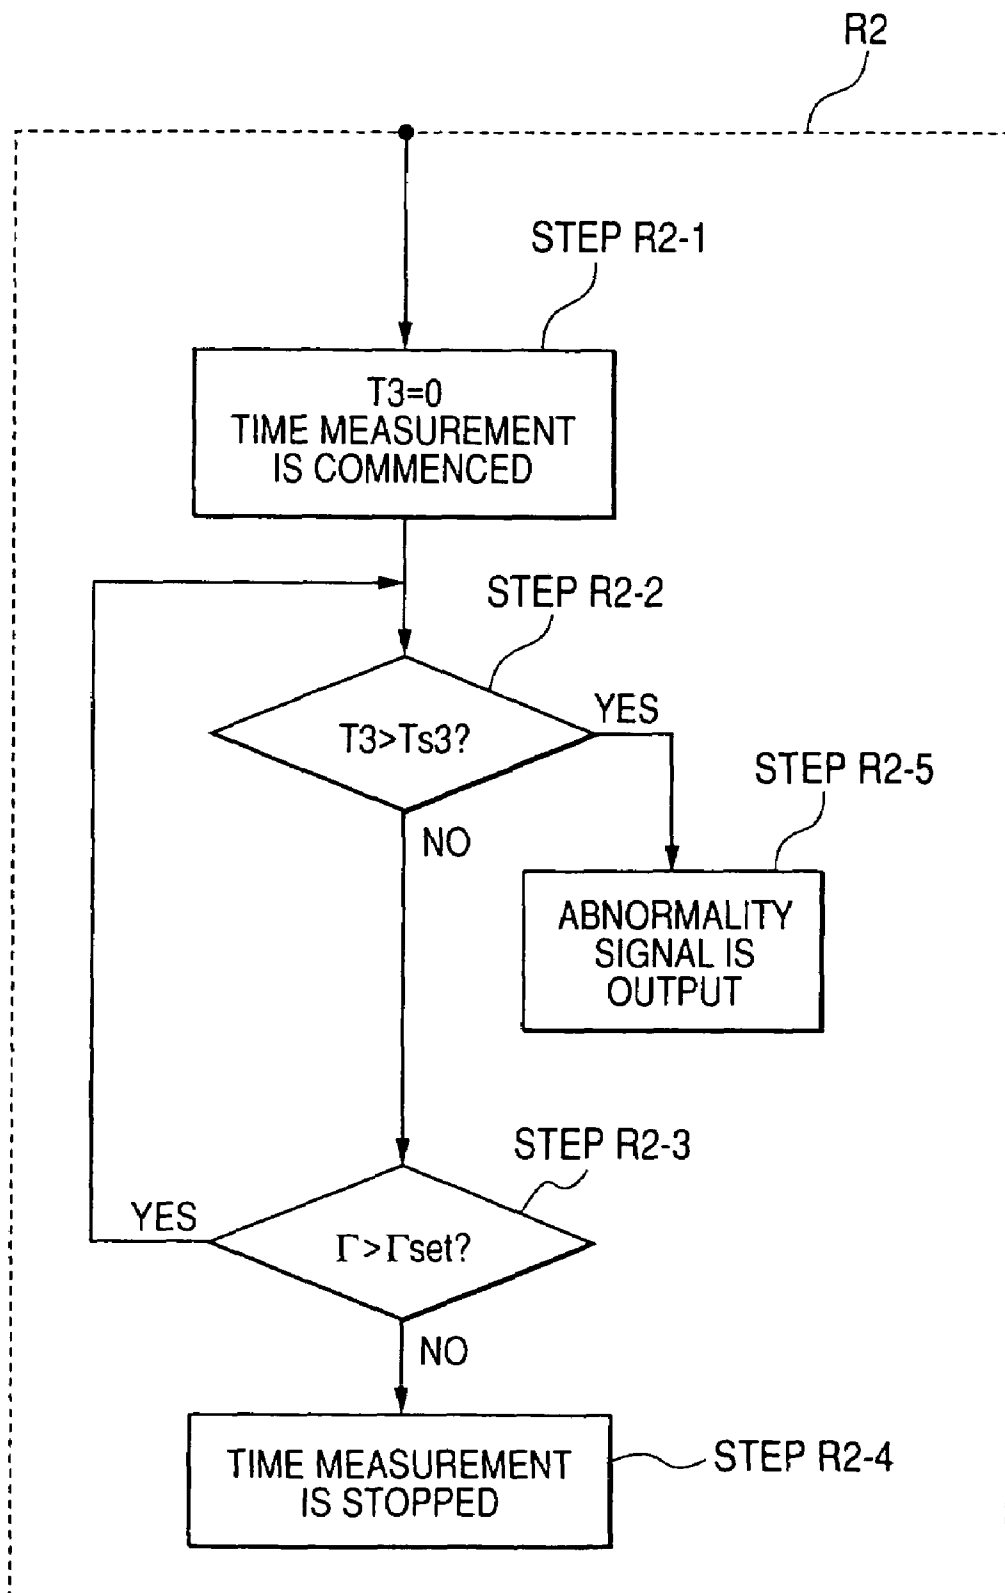 R2
STEP R2-1
T3=0
TIME MEASUREMENT
IS COMMENCED
STEP R2-2
T3>Ts3?
YES
NO
STEP R2-5
ABNORMALITY
SIGNAL IS
OUTPUT
STEP R2-3
YES
Γ>Γset?
NO
TIME MEASUREMENT
IS STOPPED
STEP R2-4